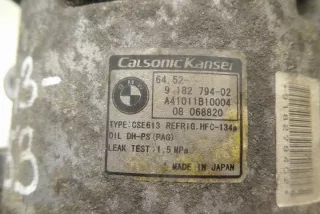 CalsonicKansei
BMW
64.52-
9 182 794-02
A41011B10004
08 068820
TYPE:CSE613 REFRIG.HFC-134a
OIL DH-PS(PAG)
LEAK TEST:1.5 MPa
MADE IN JAPAN